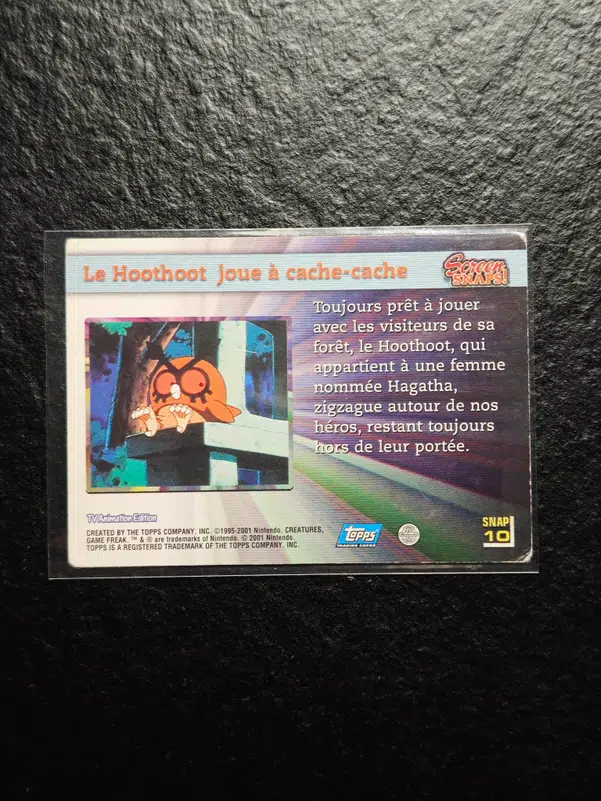 Le Hoothoot joue à cache-cache
Screen
SNAPS!
Toujours prêt à jouer
avec les visiteurs de sa
forêt, le Hoothoot, qui
appartient à une femme
nommée Hagatha,
zigzague autour de nos
héros, restant toujours
hors de leur portée.
TV Animation Edition
CREATED BY THE TOPPS COMPANY, INC. ©1995-2001 Nintendo, CREATURES,
GAME FREAK. ™ & ® are trademarks of Nintendo. © 2001 Nintendo.
TOPPS IS A REGISTERED TRADEMARK OF THE TOPPS COMPANY, INC.
Topps
TRADING CARDS
SNAP
10